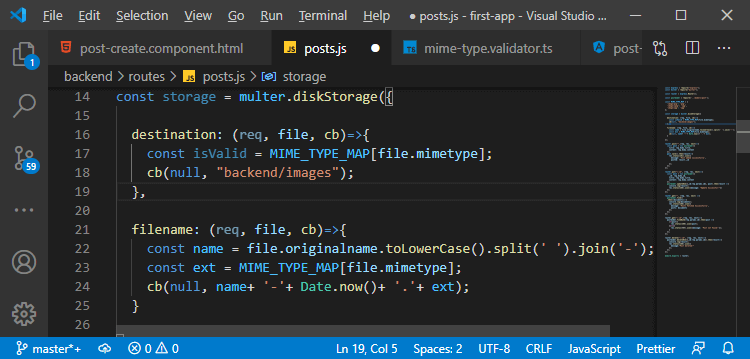 File Edit Selection View Go Run Terminal Help ● posts.js - first-app - Visual Studio ...
post-create.component.html JS posts.js TS mime-type.validator.ts post-
backend > routes > JS posts.js > storage
14 const storage = multer.diskStorage({
15
16 destination: (req, file, cb)=>{
17 const isValid = MIME_TYPE_MAP[file.mimetype];
18 cb(null, "backend/images");
19 },
20
21 filename: (req, file, cb)=>{
22 const name = file.originalname.toLowerCase().split(' ').join('-');
23 const ext = MIME_TYPE_MAP[file.mimetype];
24 cb(null, name+ '-'+ Date.now()+ '.'+ ext);
25 }
26
1
59
master*+ 0 0 Ln 19, Col 5 Spaces: 2 UTF-8 CRLF JavaScript Prettier